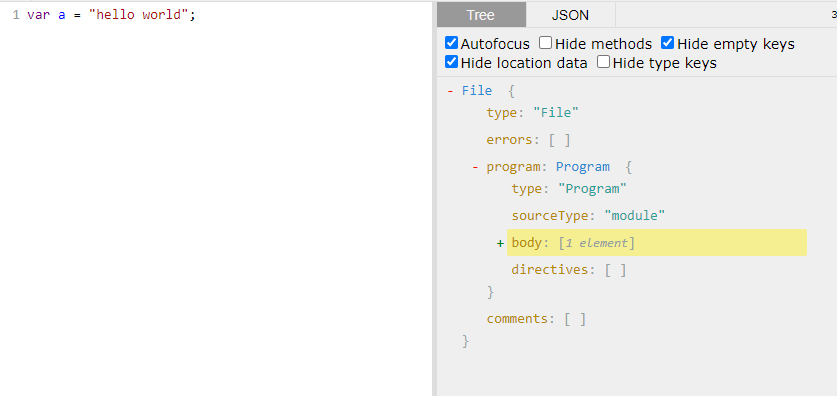 1 var a = "hello world";
Tree JSON 3
Autofocus Hide methods Hide empty keys
Hide location data Hide type keys
- File {
type: "File"
errors: [ ]
- program: Program {
type: "Program"
sourceType: "module"
+ body: [1 element]
directives: [ ]
}
comments: [ ]
}